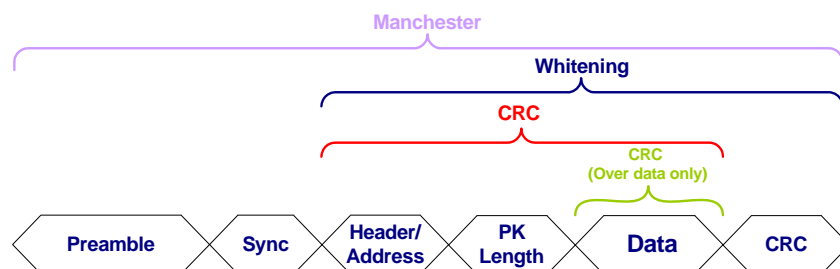 Manchester
Whitening
CRC
CRC
(Over data only)
Preamble
Sync
Header/
Address
PK
Length
Data
CRC